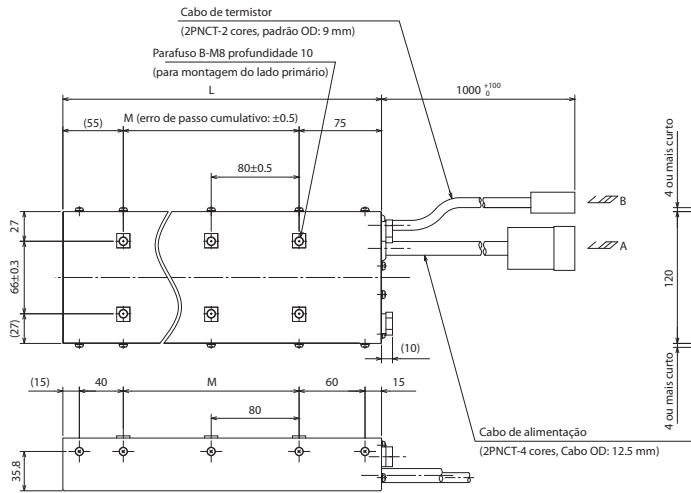 Cabo de termistor
(2PNCT-2 cores, padrão OD: 9 mm)
Parafuso B-M8 profundidade 10
(para montagem do lado primário)
L
1000 +100 0
(55)
M (erro de passo cumulativo: ±0.5)
75
80±0.5
4 ou mais curto
27
B
66±0.3
A
120
(27)
(10)
4 ou mais curto
(15)
40
M
60
15
80
Cabo de alimentação
(2PNCT-4 cores, Cabo OD: 12.5 mm)
35.8